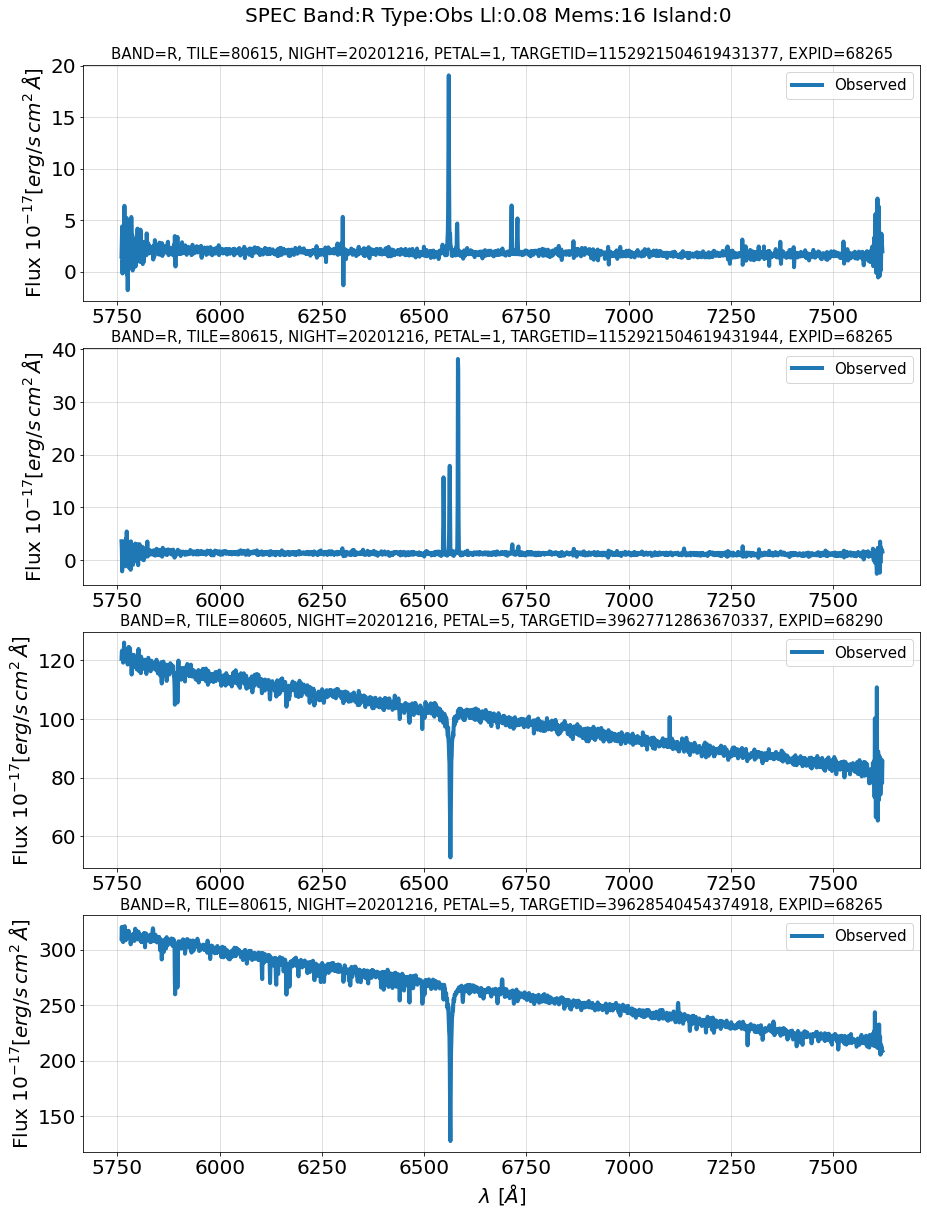 SPEC Band:R Type:Obs Ll:0.08 Mems:16 Island:0
BAND=R, TILE=80615, NIGHT=20201216, PETAL=1, TARGETID=1152921504619431377, EXPID=68265
Flux 10^{-17}[erg/s cm^2 Å]
20
15
10
5
0
Observed
5750 6000 6250 6500 6750 7000 7250 7500
BAND=R, TILE=80615, NIGHT=20201216, PETAL=1, TARGETID=1152921504619431944, EXPID=68265
Flux 10^{-17}[erg/s cm^2 Å]
40
30
20
10
0
Observed
5750 6000 6250 6500 6750 7000 7250 7500
BAND=R, TILE=80605, NIGHT=20201216, PETAL=5, TARGETID=39627712863670337, EXPID=68290
Flux 10^{-17}[erg/s cm^2 Å]
120
100
80
60
Observed
5750 6000 6250 6500 6750 7000 7250 7500
BAND=R, TILE=80615, NIGHT=20201216, PETAL=5, TARGETID=39628540454374918, EXPID=68265
Flux 10^{-17}[erg/s cm^2 Å]
300
250
200
150
Observed
5750 6000 6250 6500 6750 7000 7250 7500
λ [Å]